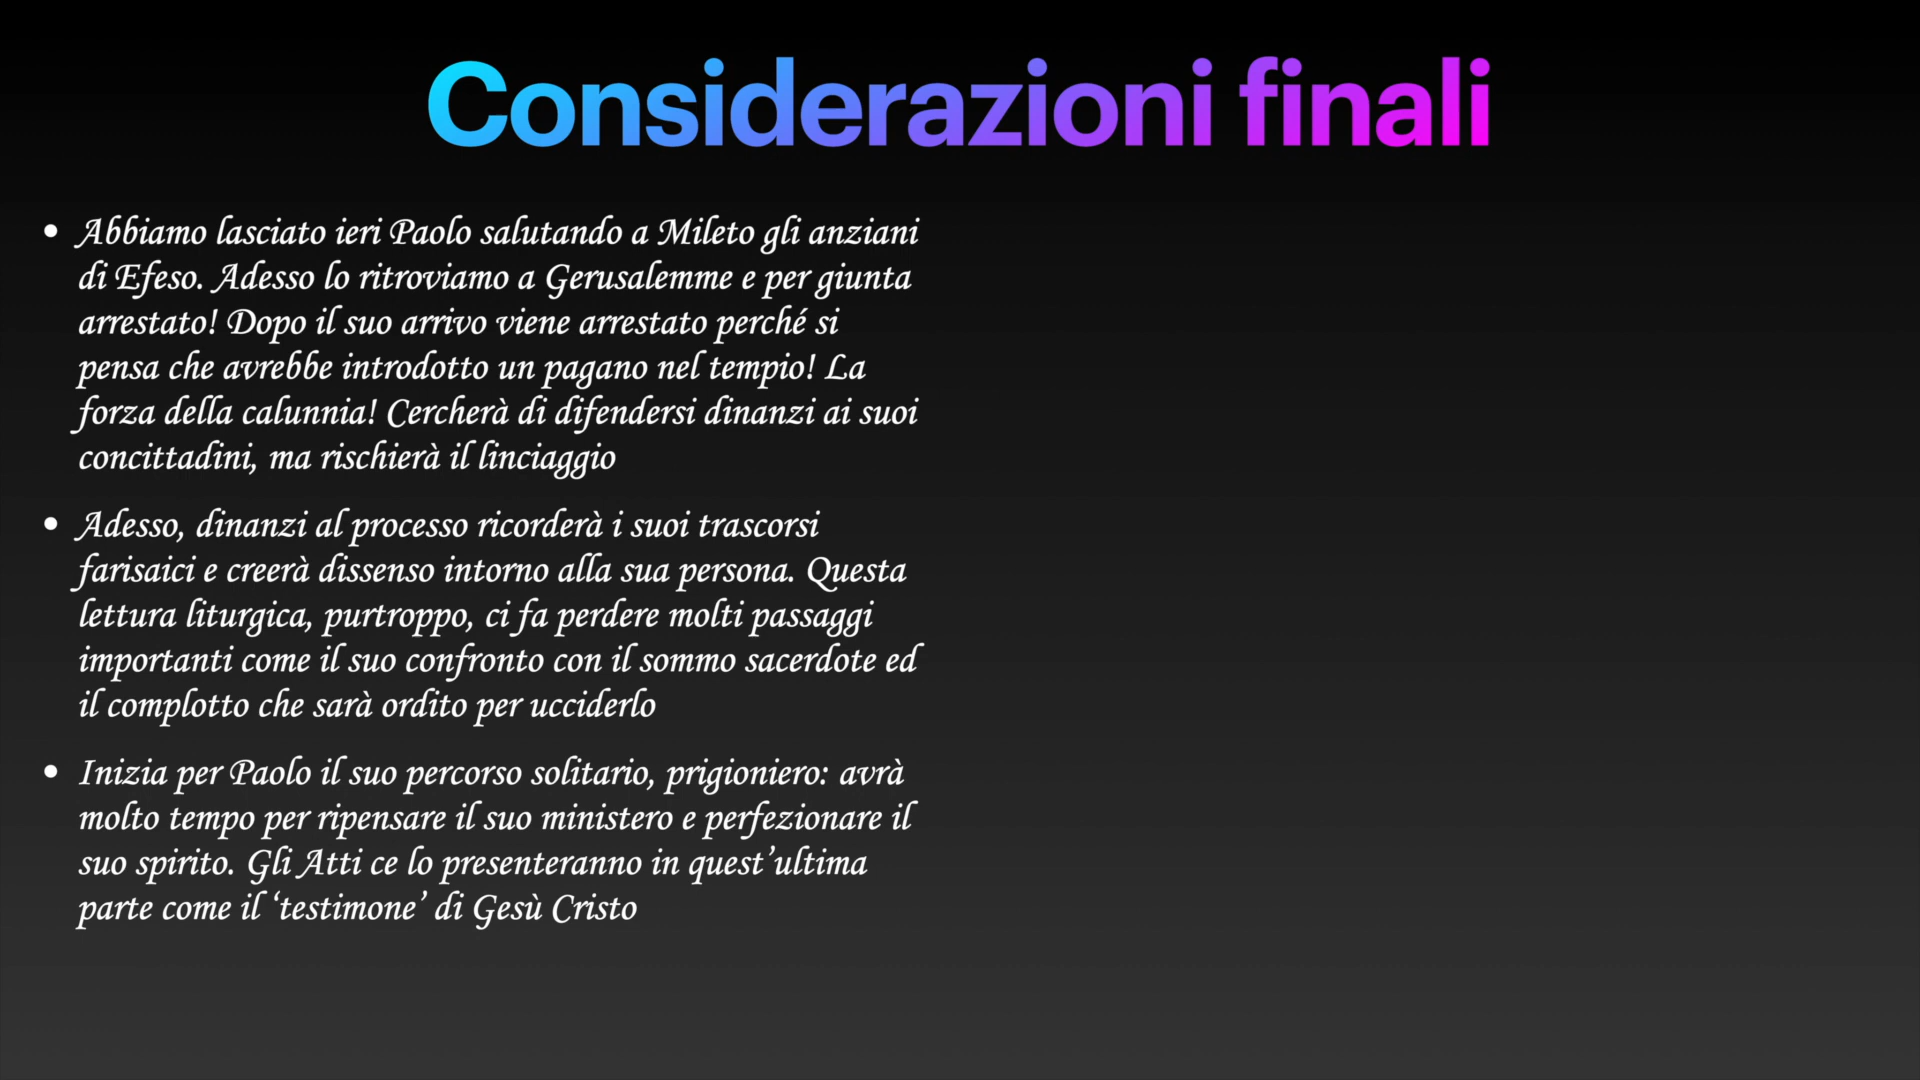 Considerazioni finali
• Abbiamo lasciato ieri Paolo salutando a Mileto gli anziani
di Efeso. Adesso lo ritroviamo a Gerusalemme e per giunta
arrestato! Dopo il suo arrivo viene arrestato perché si
pensa che avrebbe introdotto un pagano nel tempio! La
forza della calunnia! Cercherà di difendersi dinanzi ai suoi
concittadini, ma rischierà il linciaggio
• Adesso, dinanzi al processo ricorderà i suoi trascorsi
farisaici e creerà dissenso intorno alla sua persona. Questa
lettura liturgica, purtroppo, ci fa perdere molti passaggi
importanti come il suo confronto con il sommo sacerdote ed
il complotto che sarà ordito per ucciderlo
• Inizia per Paolo il suo percorso solitario, prigioniero: avrà
molto tempo per ripensare il suo ministero e perfezionare il
suo spirito. Gli Atti ce lo presenteranno in quest’ultima
parte come il ‘testimone’ di Gesù Cristo